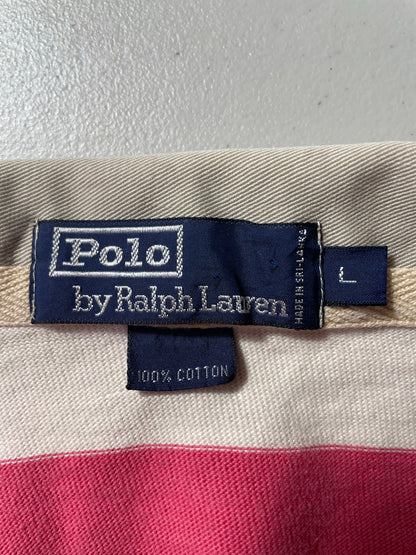 Polo
by Ralph Lauren
MADE IN SRI-LANKA
L
100% COTTON